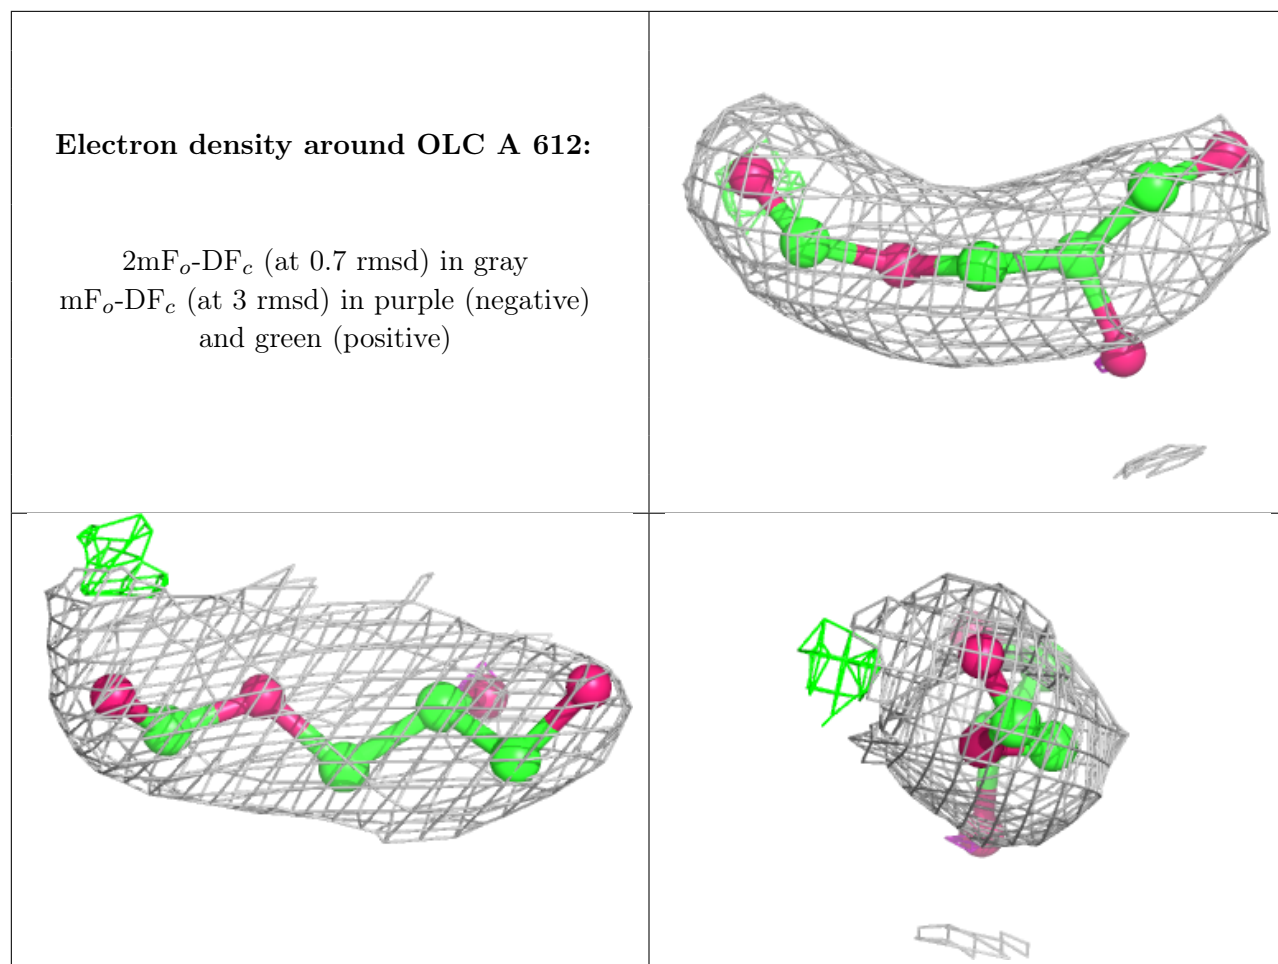 Electron density around OLC A 612:
2mFo-DFc (at 0.7 rmsd) in gray
mFo-DFc (at 3 rmsd) in purple (negative)
and green (positive)